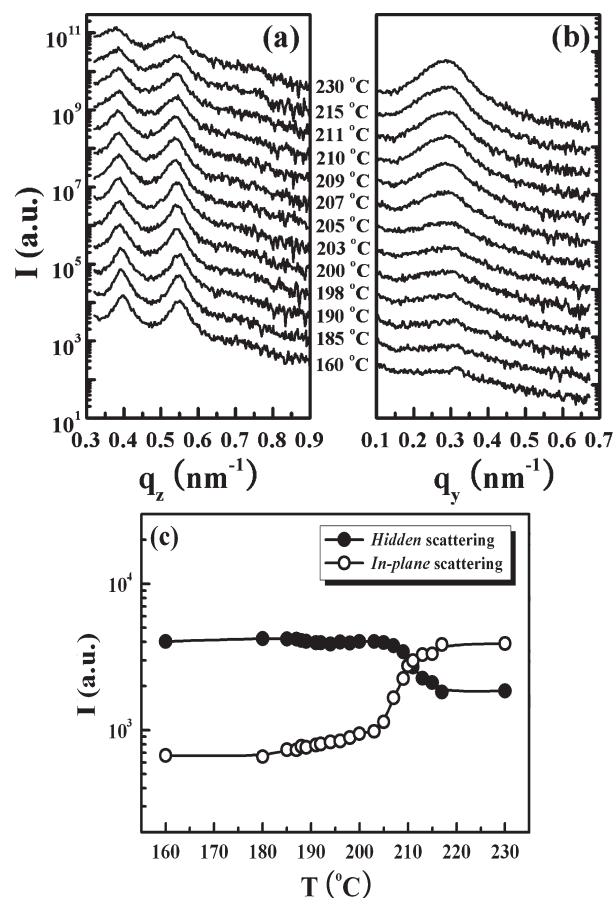 (a)
(b)
10^11
10^9
10^7
10^5
10^3
10^1
I (a.u.)
230 °C
215 °C
211 °C
210 °C
209 °C
207 °C
205 °C
203 °C
200 °C
198 °C
190 °C
185 °C
160 °C
0.3 0.4 0.5 0.6 0.7 0.8 0.9
0.1 0.2 0.3 0.4 0.5 0.6 0.7
q_z (nm^-1)
q_y (nm^-1)
(c)
Hidden scattering
In-plane scattering
10^4
10^3
I (a.u.)
160 170 180 190 200 210 220 230
T (°C)